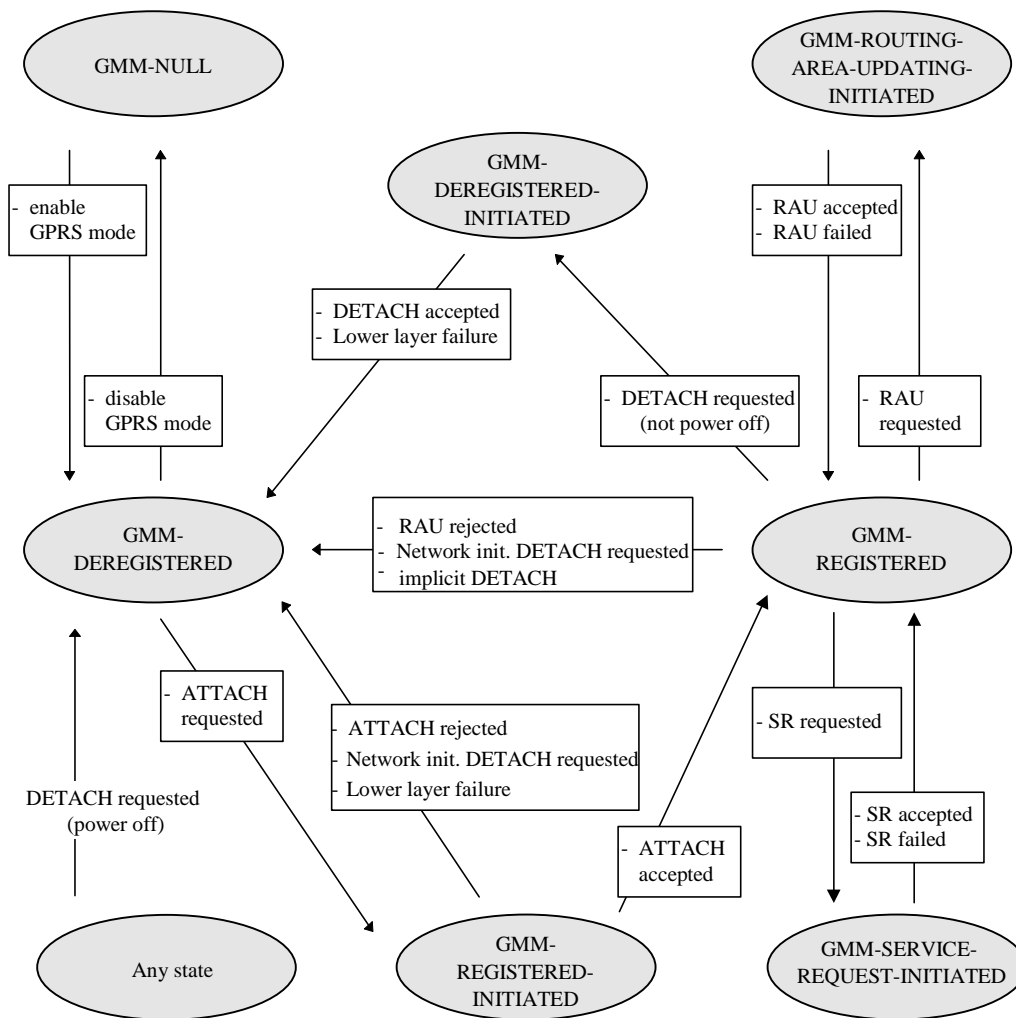 GMM-NULL
GMM-ROUTING-
AREA-UPDATING-
INITIATED
GMM-
DEREGISTERED-
INITIATED
- enable
GPRS mode
- RAU accepted
- RAU failed
- DETACH accepted
- Lower layer failure
- disable
GPRS mode
- DETACH requested
(not power off)
- RAU
requested
GMM-
DEREGISTERED
- RAU rejected
- Network init. DETACH requested
- implicit DETACH
GMM-
REGISTERED
- ATTACH
requested
- ATTACH rejected
- Network init. DETACH requested
- Lower layer failure
- SR requested
DETACH requested
(power off)
- ATTACH
accepted
- SR accepted
- SR failed
Any state
GMM-
REGISTERED-
INITIATED
GMM-SERVICE-
REQUEST-INITIATED